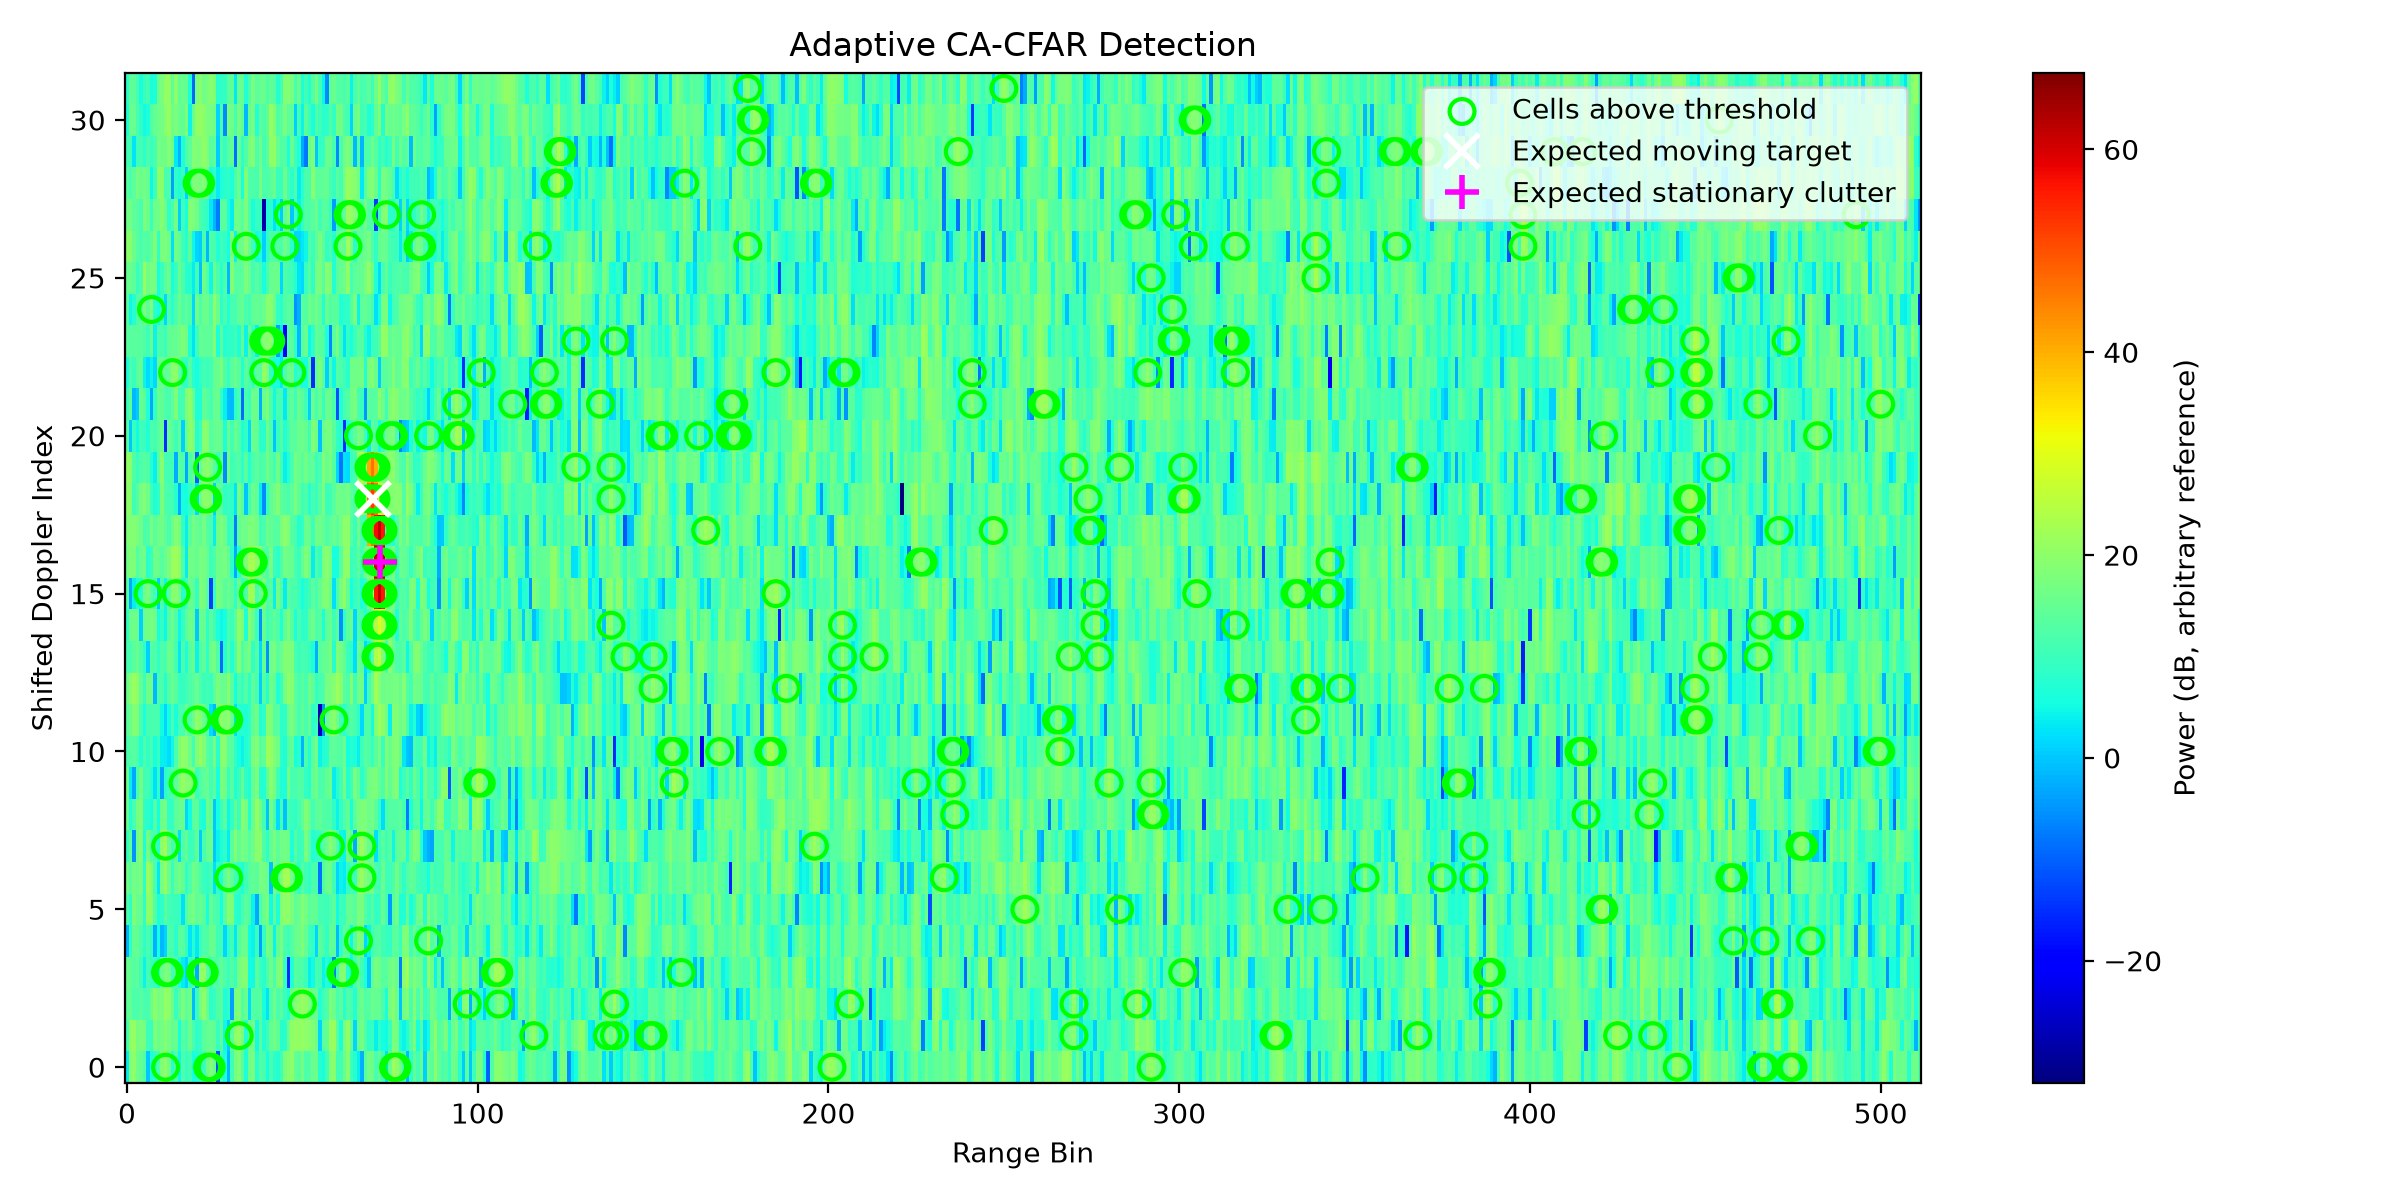 Adaptive CA-CFAR Detection
Cells above threshold
Expected moving target
Expected stationary clutter
30
25
20
15
10
5
0
Shifted Doppler Index
0 100 200 300 400 500
Range Bin
60
40
20
0
−20
Power (dB, arbitrary reference)